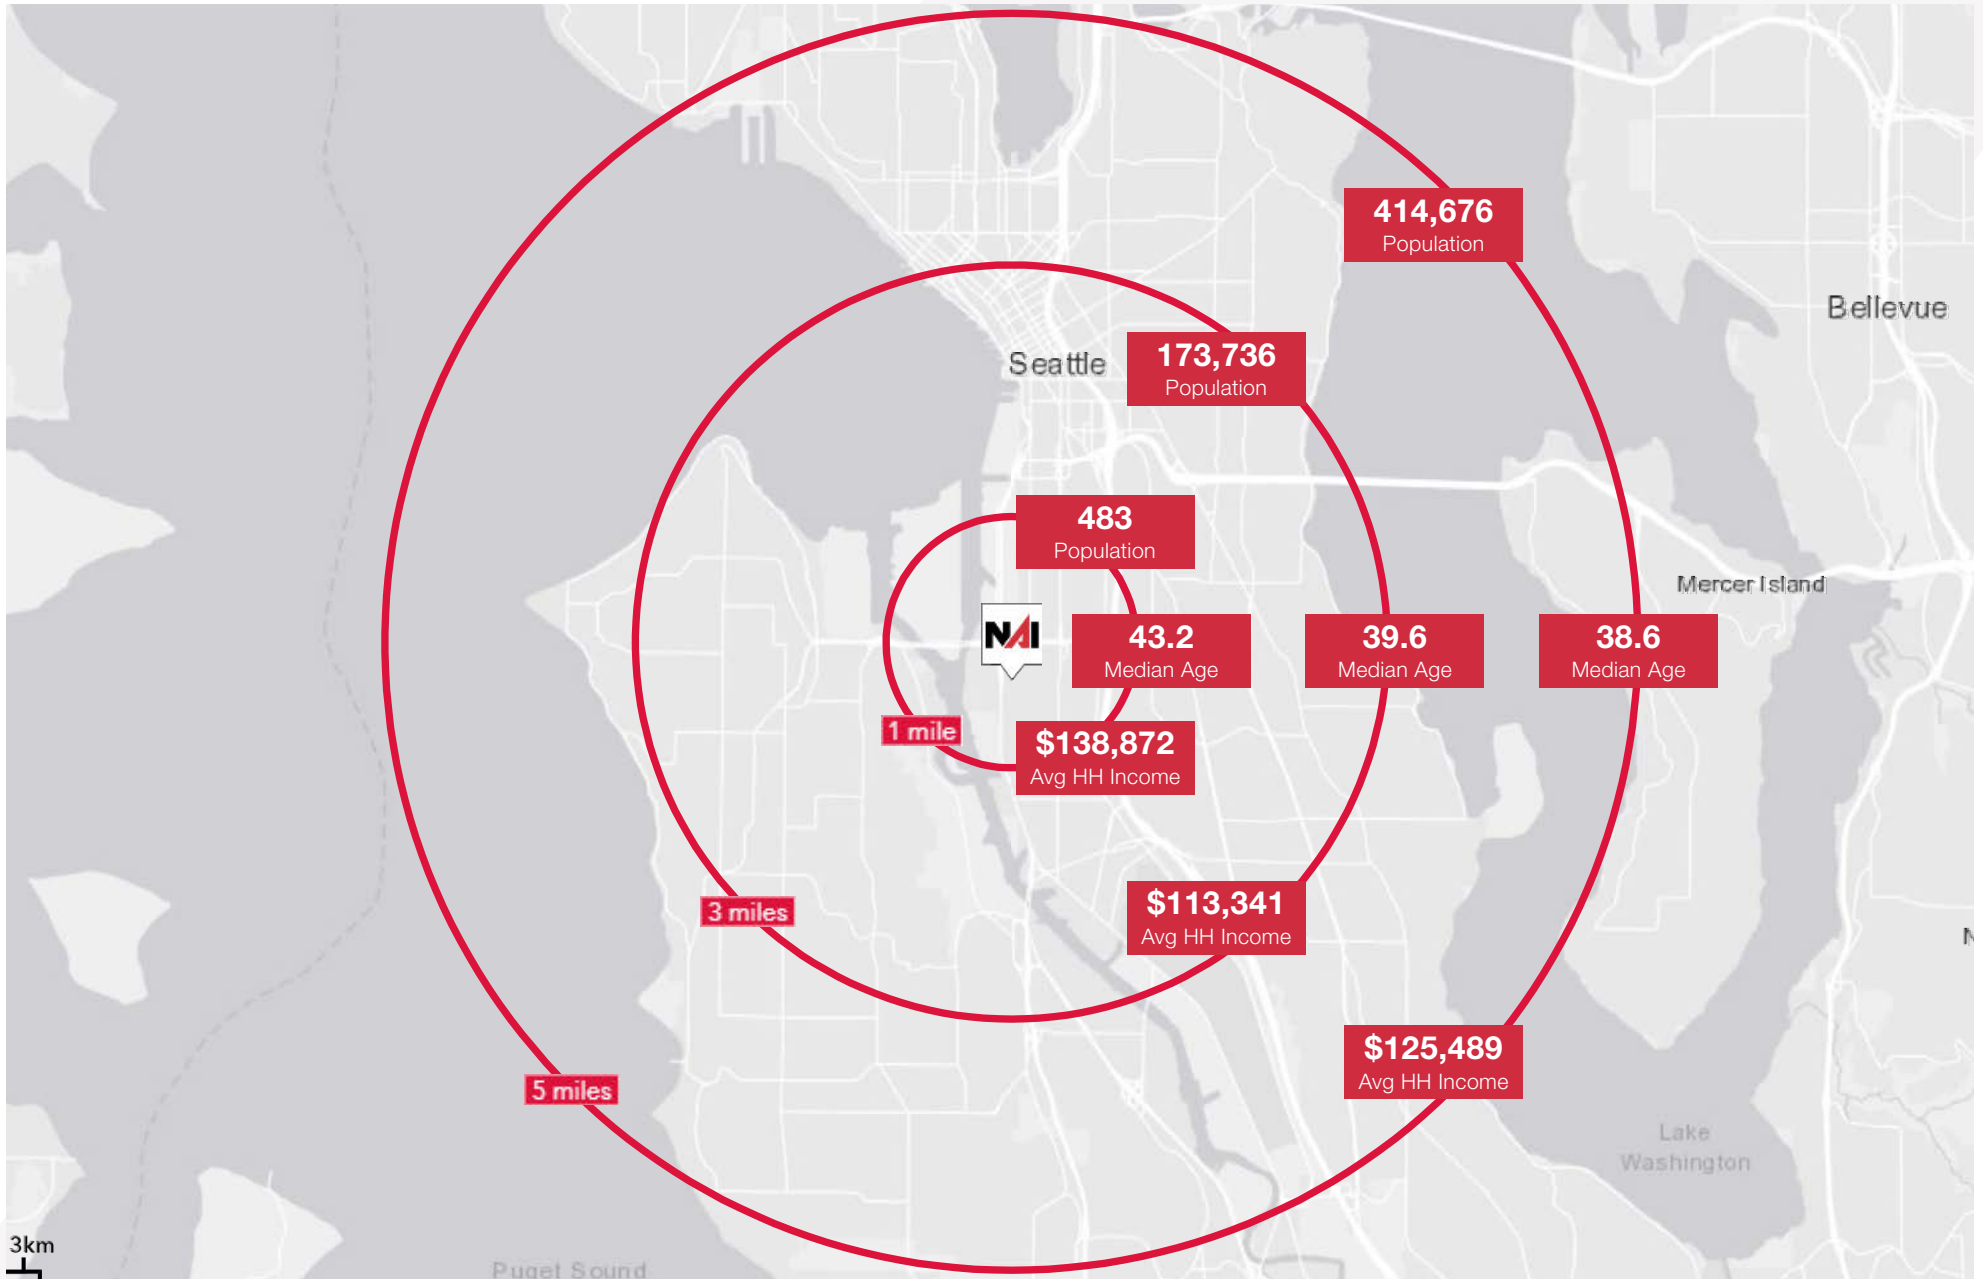 414,676
Population
Bellevue
173,736
Population
Seattle
483
Population
Mercer Island
NAI
43.2
Median Age
39.6
Median Age
38.6
Median Age
1 mile
$138,872
Avg HH Income
3 miles
$113,341
Avg HH Income
N
5 miles
$125,489
Avg HH Income
Lake
Washington
3km
Puget Sound